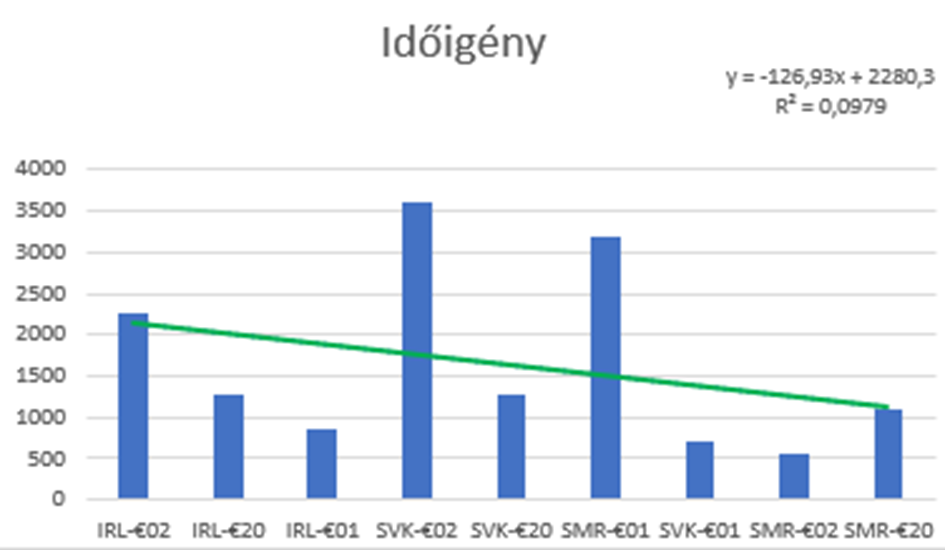 Időigény
y = -126,93x + 2280,3
R² = 0,0979
4000
3500
3000
2500
2000
1500
1000
500
0
IRL-€02 IRL-€20 IRL-€01 SVK-€02 SVK-€20 SMR-€01 SVK-€01 SMR-€02 SMR-€20